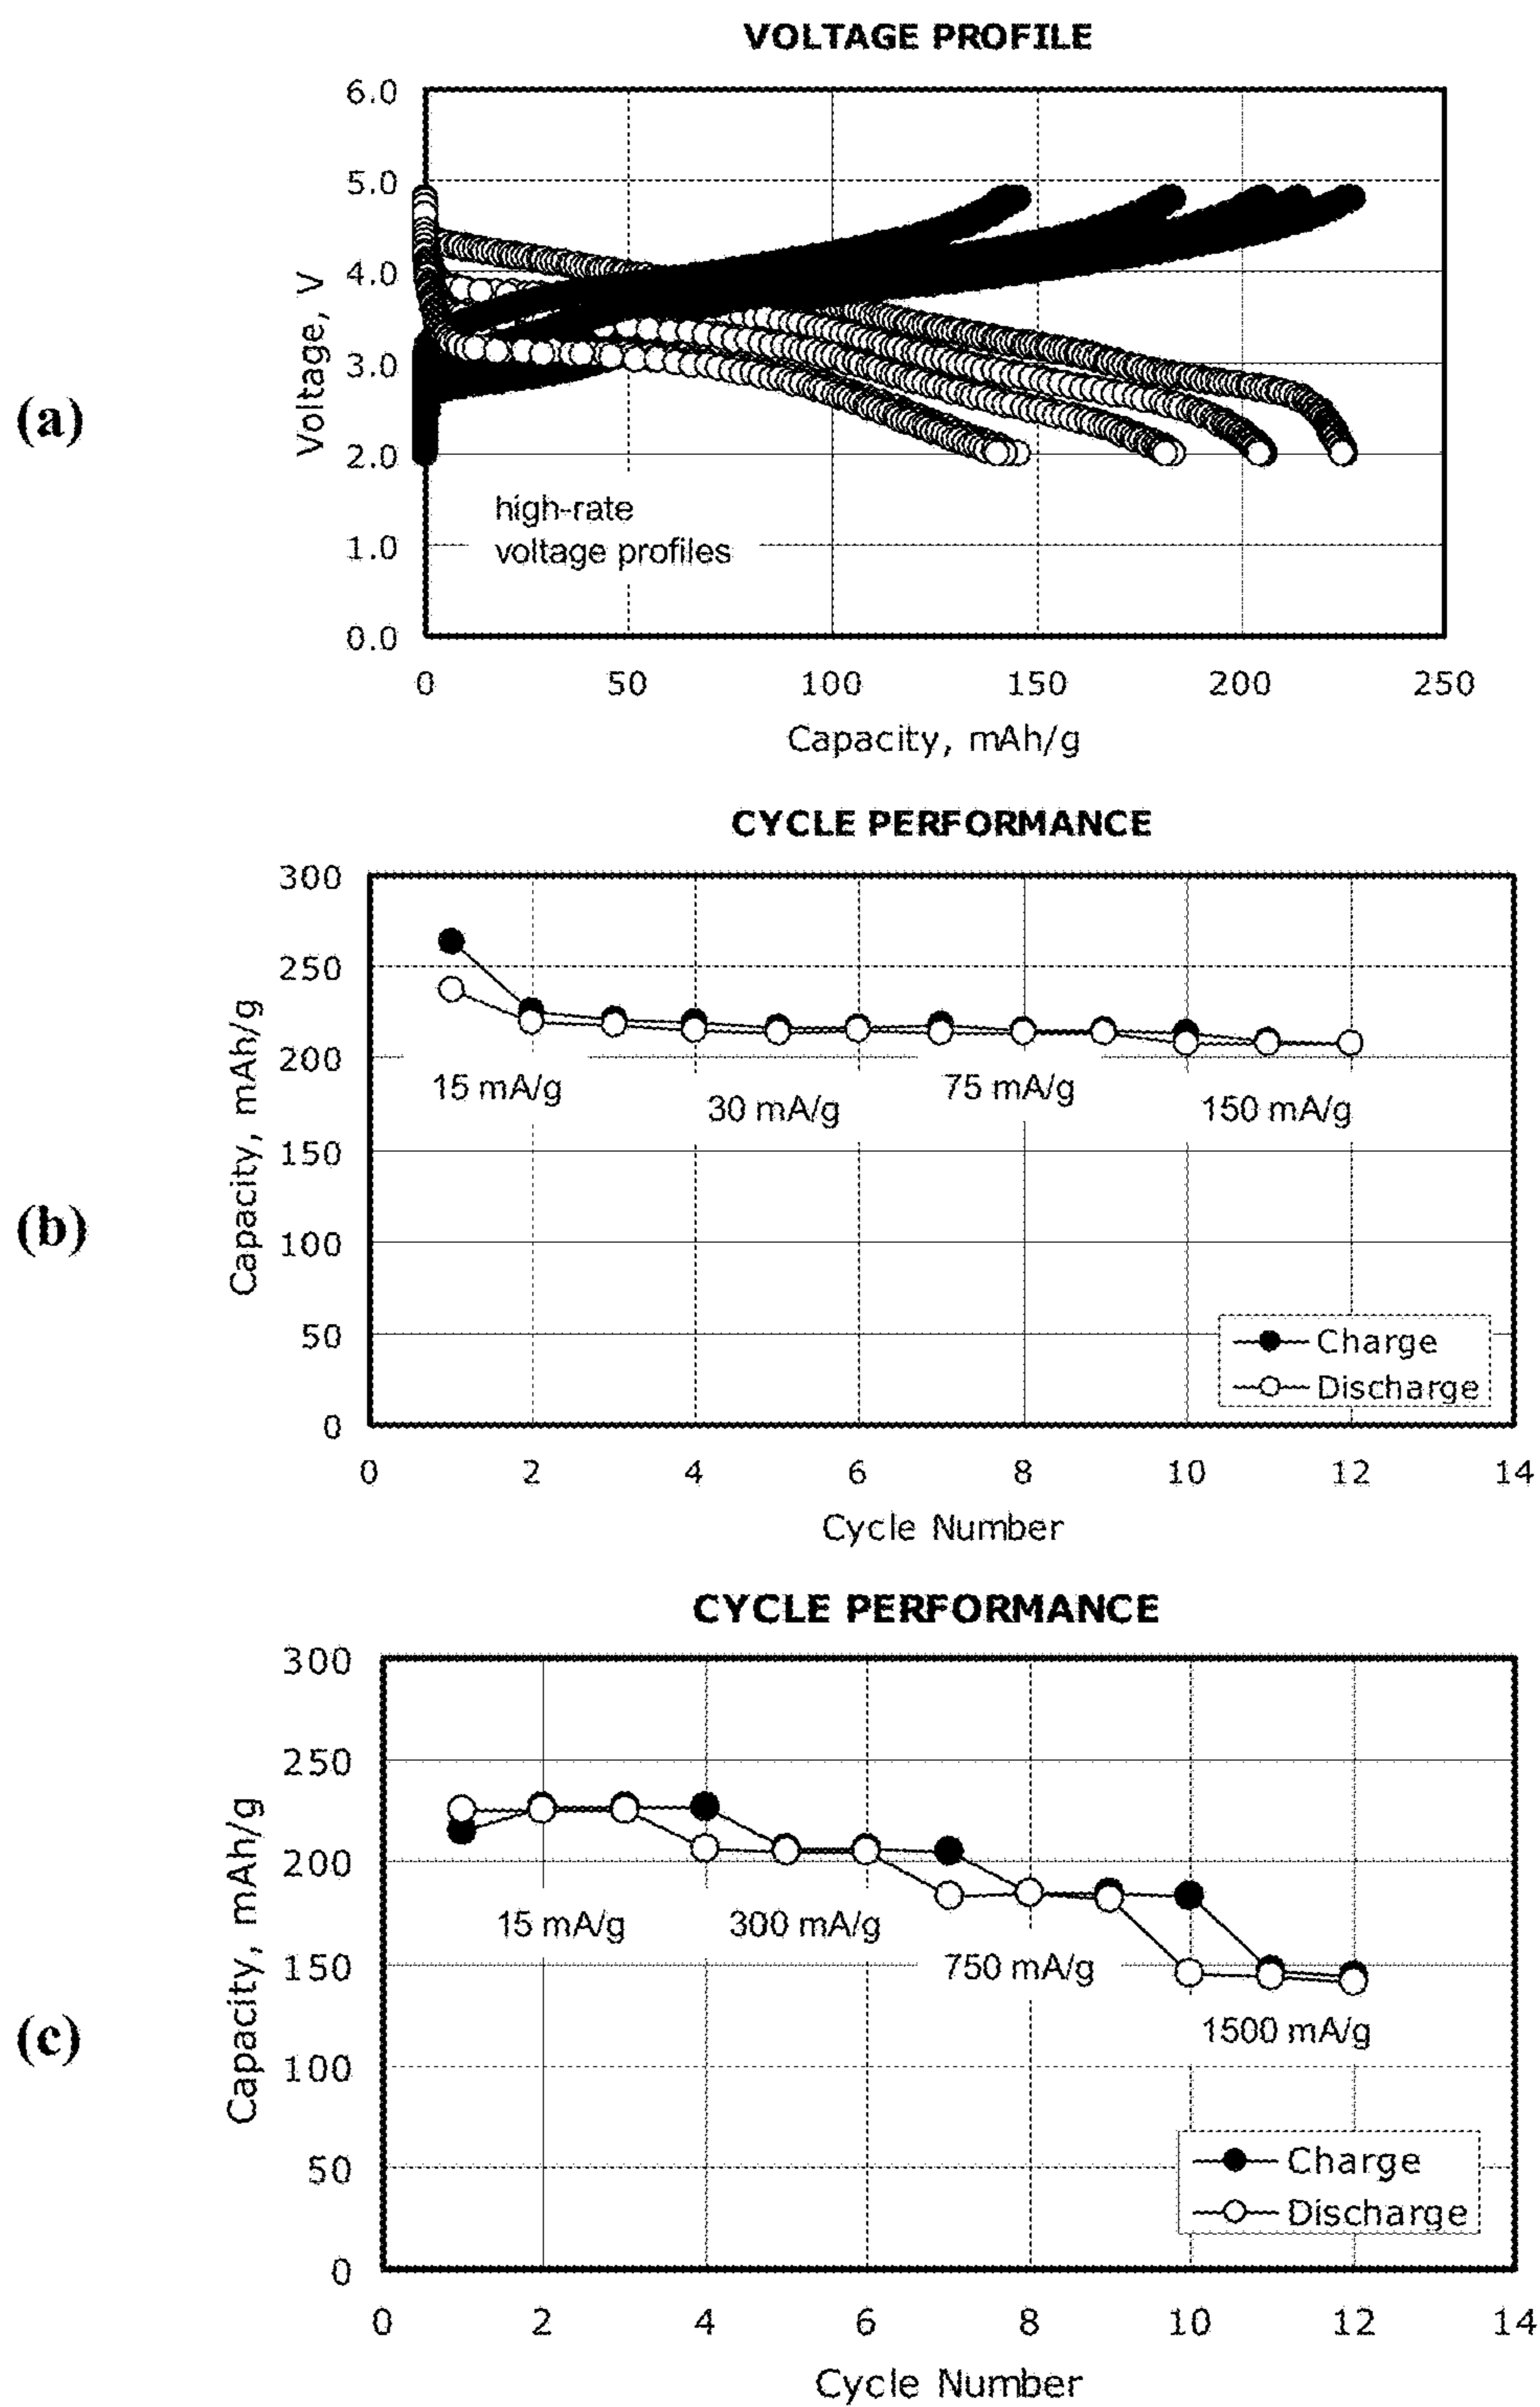 VOLTAGE PROFILE
6.0
5.0
4.0
3.0
2.0
1.0
0.0
Voltage, V
(a)
high-rate
voltage profiles
0 50 100 150 200 250
Capacity, mAh/g
CYCLE PERFORMANCE
300
250
200
150
100
50
0
Capacity, mAh/g
(b)
15 mA/g
30 mA/g
75 mA/g
150 mA/g
Charge
Discharge
0 2 4 6 8 10 12 14
Cycle Number
CYCLE PERFORMANCE
300
250
200
150
100
50
0
Capacity, mAh/g
(c)
15 mA/g
300 mA/g
750 mA/g
1500 mA/g
Charge
Discharge
0 2 4 6 8 10 12 14
Cycle Number